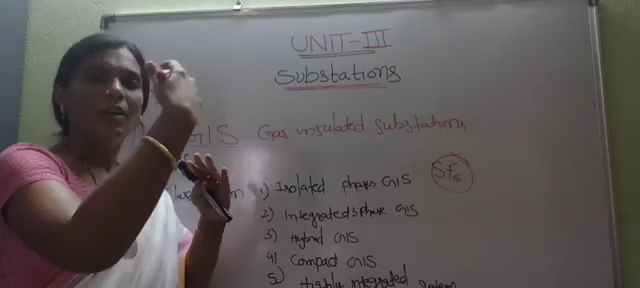 UNIT-III
Substations
GIS Gas insulated substations
SF6
1) Isolated phases GIS
2) Integrated 3 phase GIS
3) Hybrid GIS
4) Compact GIS
5) Highly integrated